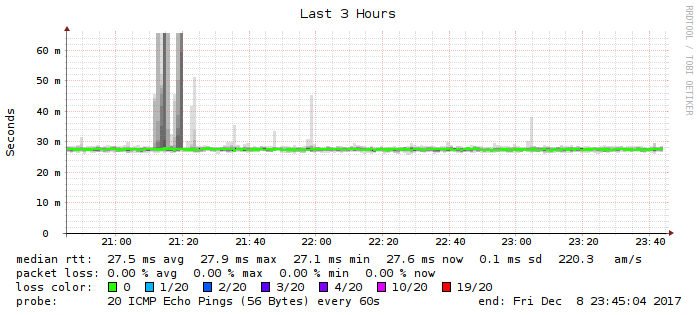 Last 3 Hours
RRDTOOL / TOBI OETIKER
Seconds
60 m
50 m
40 m
30 m
20 m
10 m
0
21:00 21:20 21:40 22:00 22:20 22:40 23:00 23:20 23:40
median rtt: 27.5 ms avg 27.9 ms max 27.1 ms min 27.6 ms now 0.1 ms sd 220.3 am/s
packet loss: 0.00 % avg 0.00 % max 0.00 % min 0.00 % now
loss color: 0 1/20 2/20 3/20 4/20 10/20 19/20
probe: 20 ICMP Echo Pings (56 Bytes) every 60s end: Fri Dec 8 23:45:04 2017